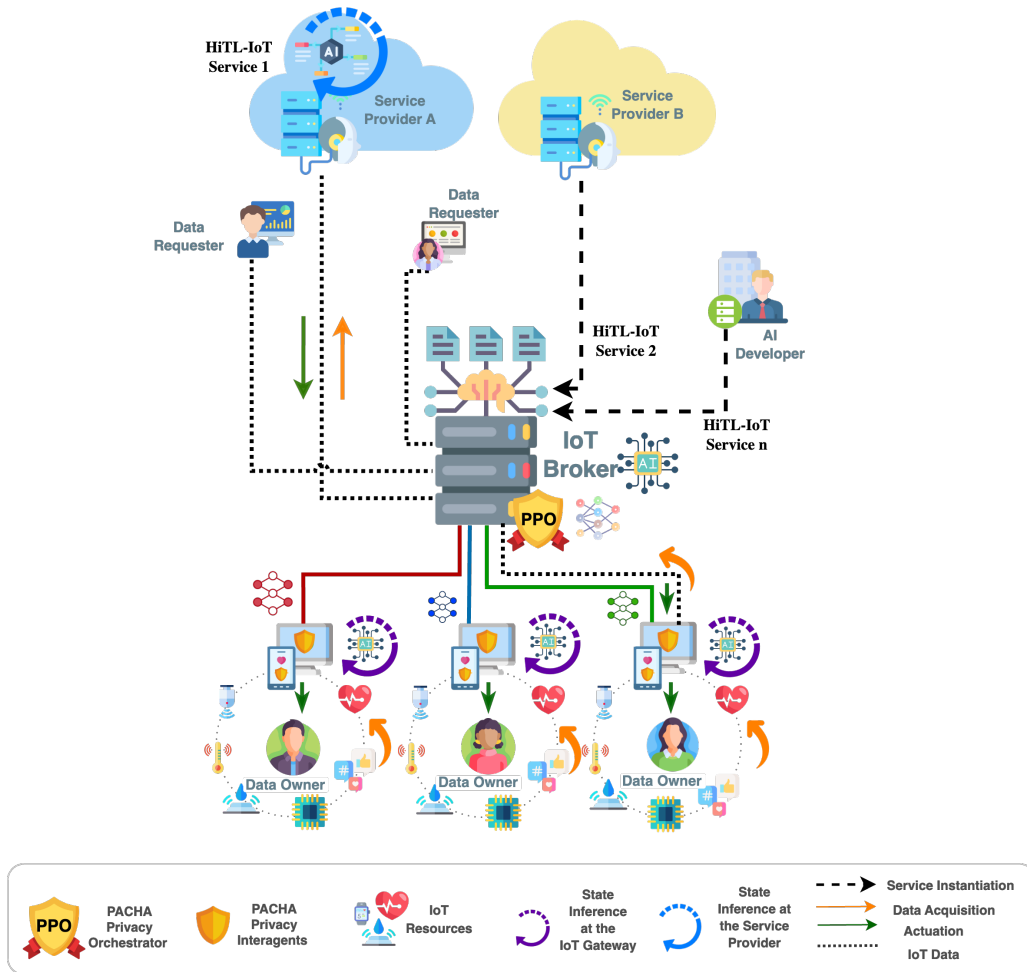 HiTL-IoT
Service 1
AI
Service
Provider A
Service
Provider B
Data
Requester
Data
Requester
HiTL-IoT
Service 2
AI
Developer
HiTL-IoT
Service n
IoT
Broker
AI
PPO
AI
AI
AI
#
#
#
Data Owner
Data Owner
Data Owner
PPO
PACHA
Privacy
Orchestrator
PACHA
Privacy
Interagents
IoT
Resources
State
Inference
at the
IoT Gateway
State
Inference at
the Service
Provider
Service Instantiation
Data Acquisition
Actuation
IoT Data